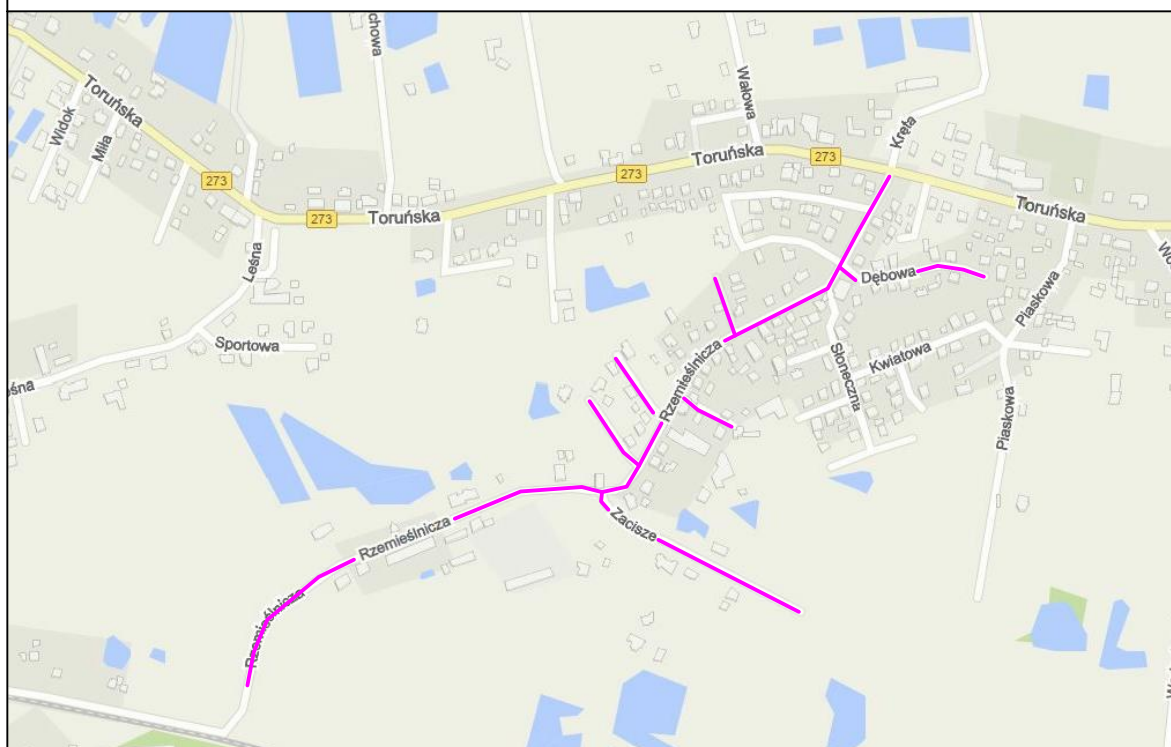 chowa
Toruńska
Widok
Miła
Wałowa
Kręta
273
Toruńska
273
273
273
Toruńska
Toruńska
Leśna
Dębowa
Piaskowa
Sportowa
Rzemieślnicza
Słoneczna
Kwiatowa
eśna
Piaskowa
Rzemieślnicza
Zacisze
Rzemieślnicza